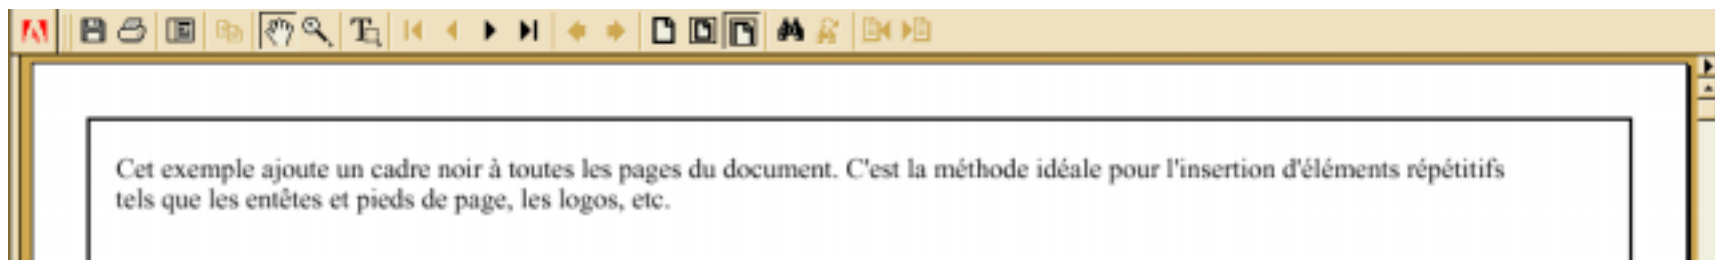 Cet exemple ajoute un cadre noir à toutes les pages du document. C'est la méthode idéale pour l'insertion d'éléments répétitifs
tels que les entêtes et pieds de page, les logos, etc.